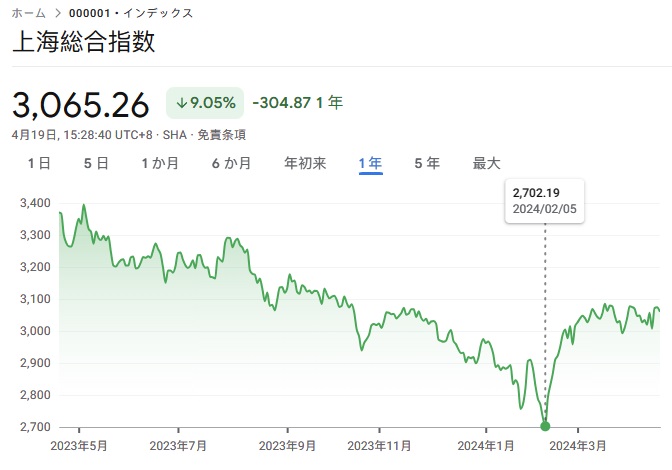 ホーム > 000001・インデックス
上海総合指数
3,065.26 ↓9.05% -304.87 1 年
4月19日, 15:28:40 UTC+8 · SHA · 免責条項
1 日 5 日 1 か月 6 か月 年初来 1 年 5 年 最大
2,702.19
2024/02/05
3,400
3,300
3,200
3,100
3,000
2,900
2,800
2,700
2023年5月 2023年7月 2023年9月 2023年11月 2024年1月 2024年3月